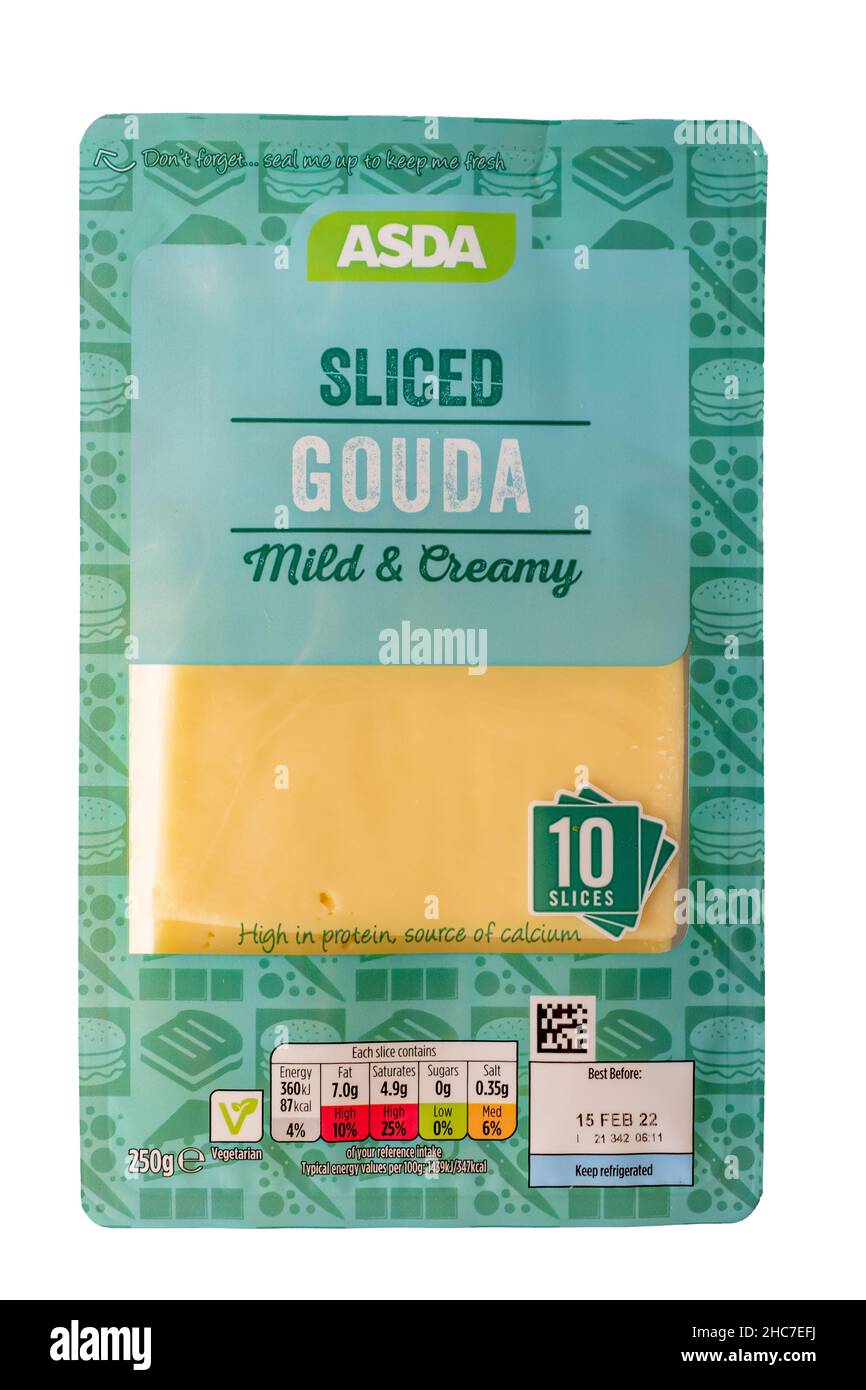 Don't forget... seal me up to keep me fresh
ASDA
SLICED
GOUDA
Mild & Creamy
10
SLICES
High in protein, source of calcium
Each slice contains
Energy Fat Saturates Sugars Salt
360kJ 7.0g 4.9g 0g 0.35g
87kcal High High Low Med
4% 10% 25% 0% 6%
of your reference intake
Typical energy values per 100g: 1439kJ/347kcal
Vegetarian
250g ℮
Best Before:
15 FEB 22
I 21 342 06:11
Keep refrigerated
a
alamy
alamy
Image ID: 2HC7EFJ
www.alamy.com